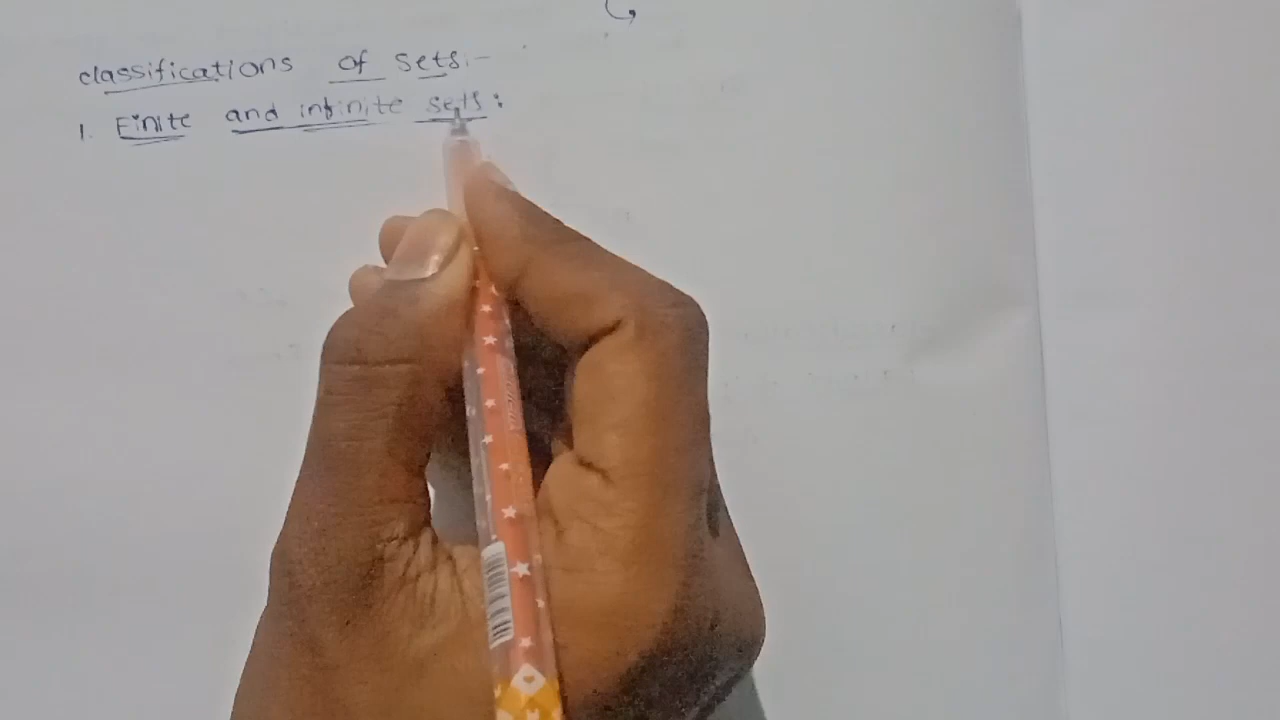 classifications of sets:-
1. Finite and infinite sets: